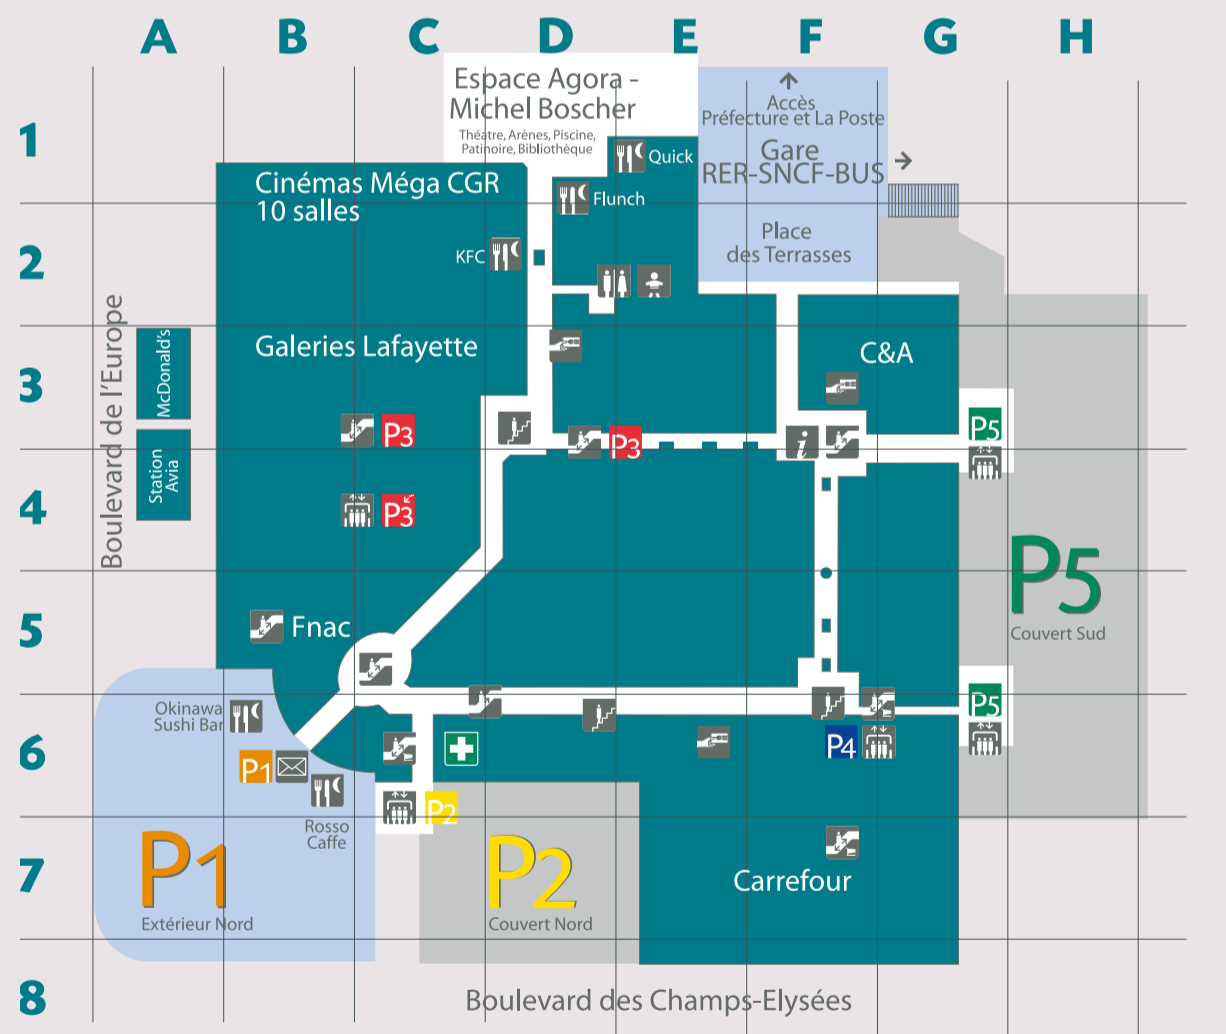 A B C D E F G H
1
2
3
4
5
6
7
8
Espace Agora -
Michel Boscher
Théatre, Arènes, Piscine,
Patinoire, Bibliothèque
Accès
Préfecture et La Poste
Gare
RER-SNCF-BUS
Place
des Terrasses
Quick
Flunch
Cinémas Méga CGR
10 salles
KFC
Boulevard de l'Europe
McDonald's
Station
Avia
Galeries Lafayette
C&A
P3
P3
i
P5
P3
P5
Couvert Sud
Fnac
Okinawa
Sushi Bar
P1
Rosso
Caffe
P2
P4
P5
P1
Extérieur Nord
P2
Couvert Nord
Carrefour
Boulevard des Champs-Elysées